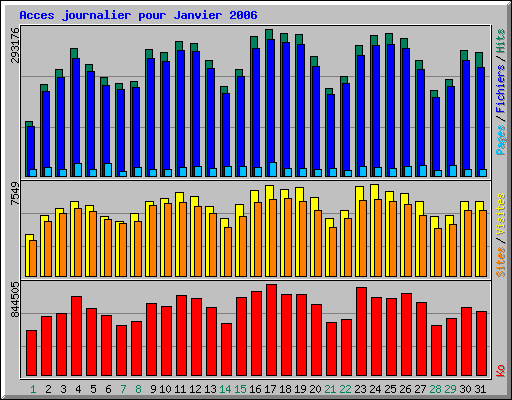 Acces journalier pour Janvier 2006
293176
Pages / Fichiers / Hits
7549
Sites / Visites
844505
Ko
1 2 3 4 5 6 7 8 9 10 11 12 13 14 15 16 17 18 19 20 21 22 23 24 25 26 27 28 29 30 31